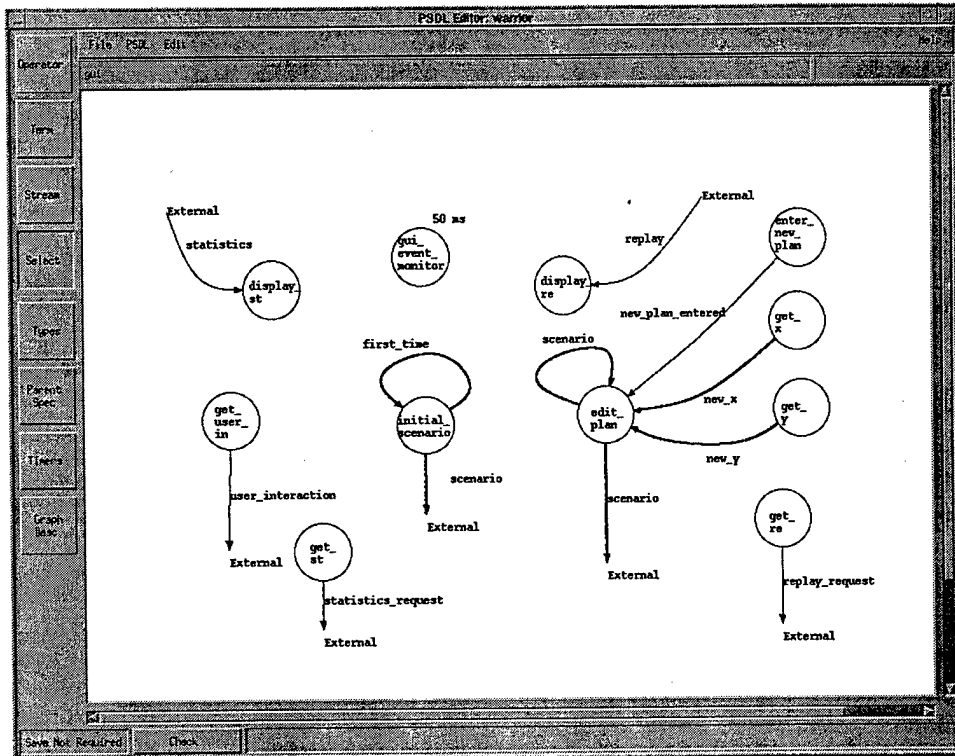 PSDL Editor: warrior
File PSDL Edit
Help
gui
Operator
Term
Stream
Select
Types
Parent
Spec
Timers
Graph
Desc
External
statistics
display_
st
50 ms
gui_
event_
monitor
External
replay
display_
re
enter_
new_
plan
new_plan_entered
get_
x
new_x
get_
y
new_y
first_time
initial_
scenario
scenario
External
scenario
edit_
plan
scenario
External
get_
user_
in
user_interaction
External
get_
st
statistics_request
External
get_
re
replay_request
External
Save Not Required
Check